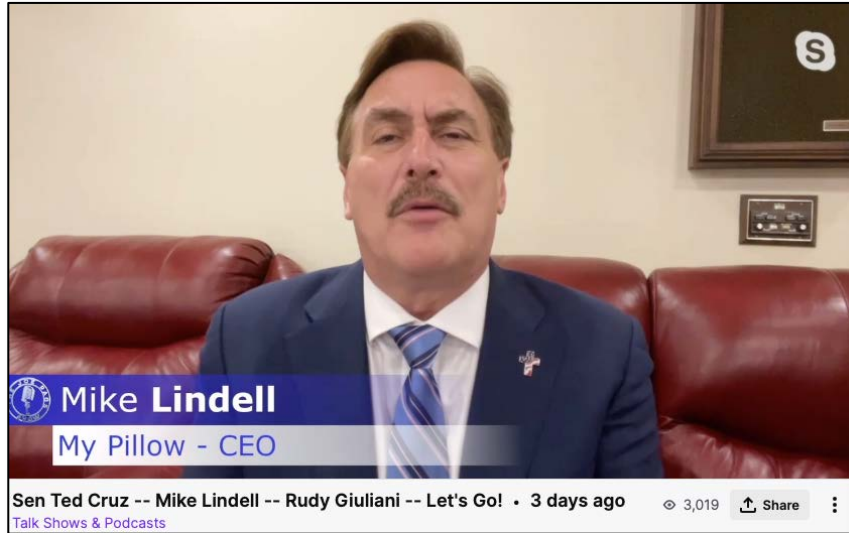 S
Mike Lindell
My Pillow - CEO
Sen Ted Cruz -- Mike Lindell -- Rudy Giuliani -- Let's Go! • 3 days ago
3,019
Share
Talk Shows & Podcasts